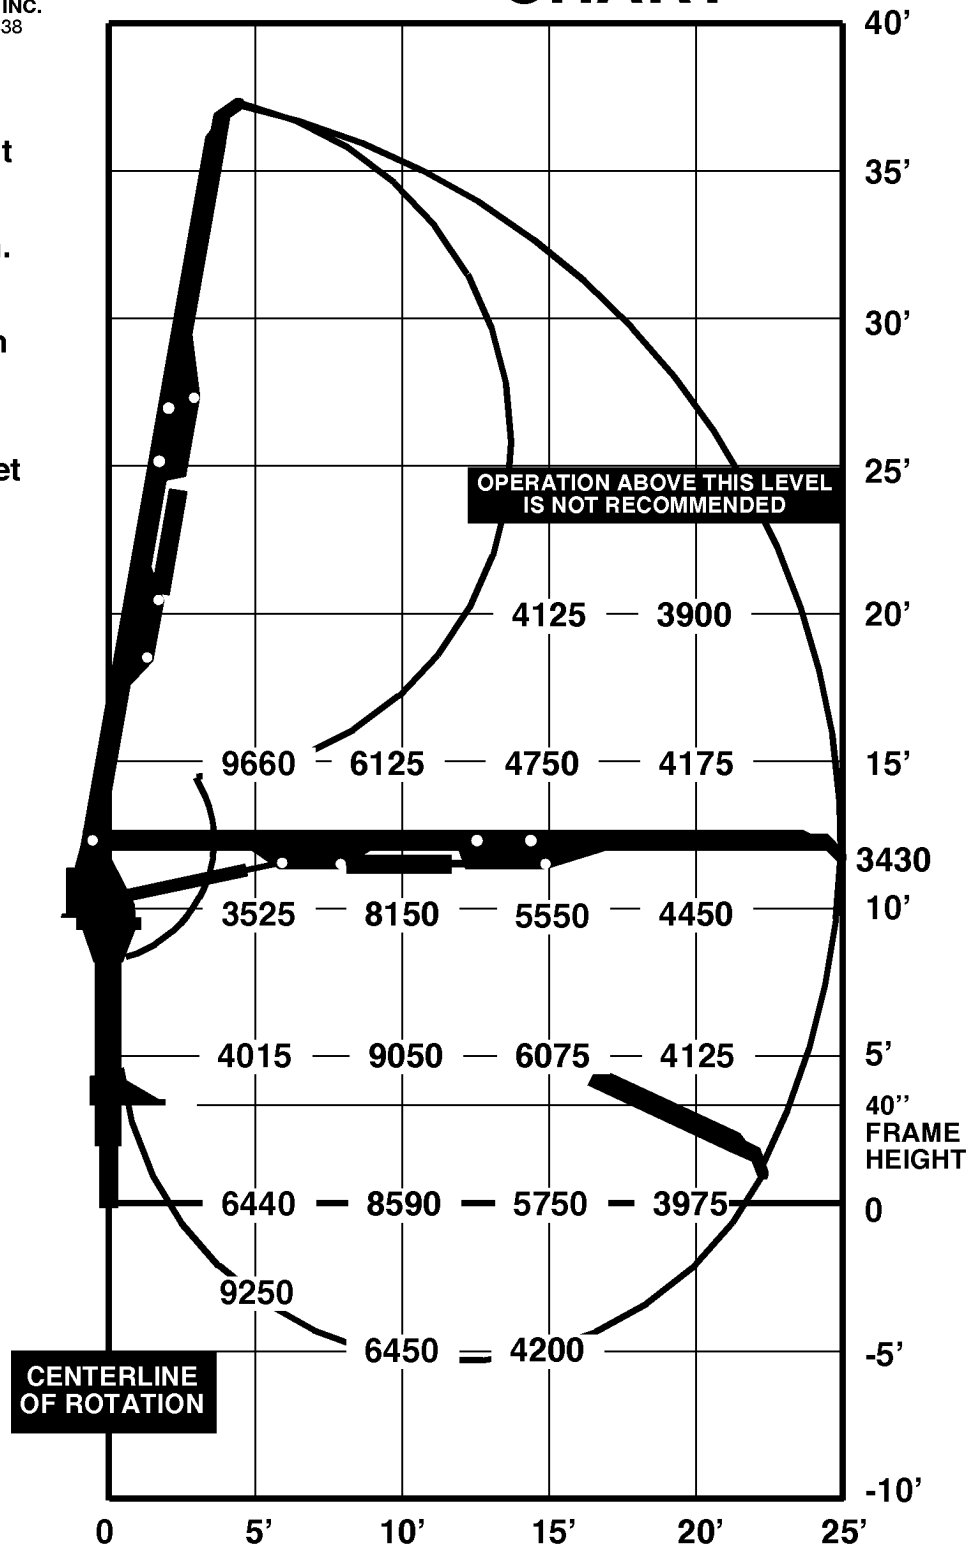 INC.
38
CHART
40’
t
35’
.
30’
n
et
25’
OPERATION ABOVE THIS LEVEL
IS NOT RECOMMENDED
4125 3900 20’
9660 6125 4750 4175 15’
3430
3525 8150 5550 4450 10’
4015 9050 6075 4125 5’
40’’
FRAME
HEIGHT
6440 8590 5750 3975 0
9250
6450 4200 -5’
CENTERLINE
OF ROTATION
-10’
0 5’ 10’ 15’ 20’ 25’